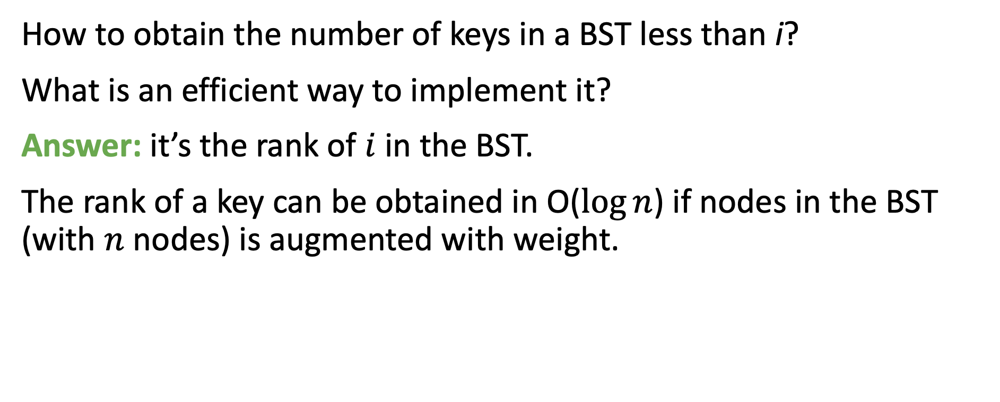 How to obtain the number of keys in a BST less than i?
What is an efficient way to implement it?
Answer: it’s the rank of i in the BST.
The rank of a key can be obtained in O(log n) if nodes in the BST
(with n nodes) is augmented with weight.